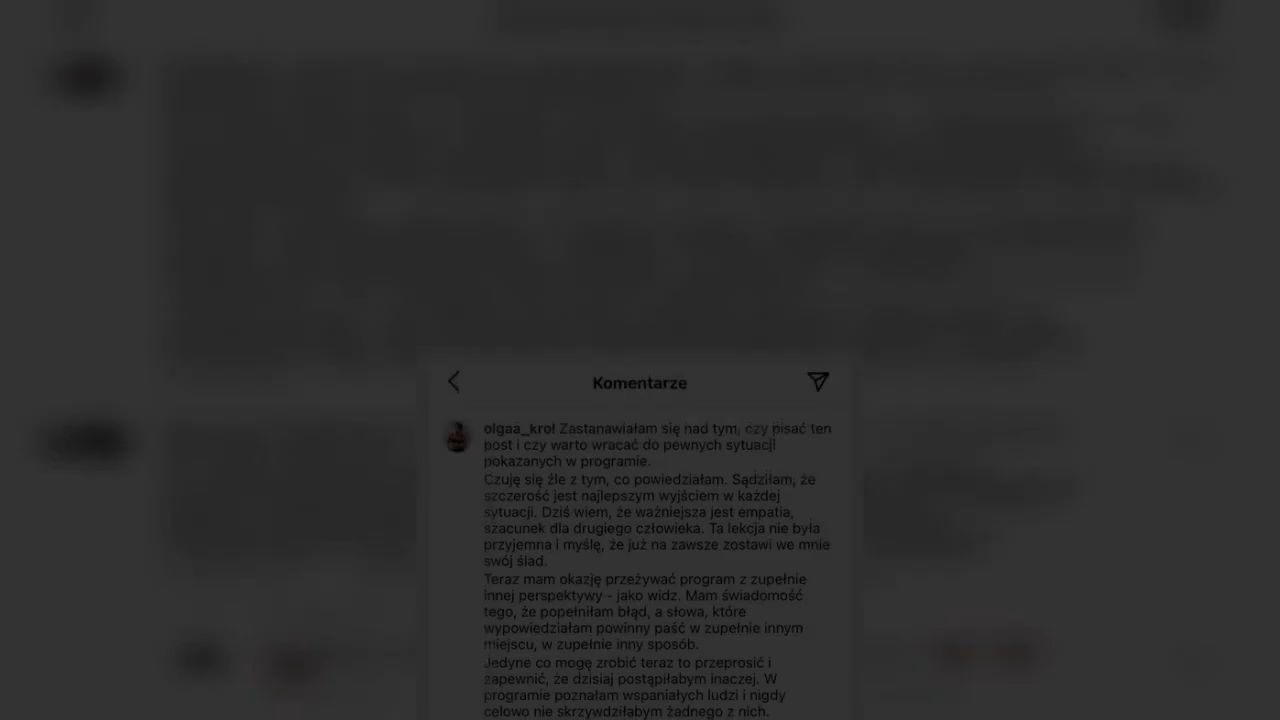 Komentarze
olgaa_krol Zastanawiałam się nad tym, czy pisać ten
post i czy warto wracać do pewnych sytuacji
pokazanych w programie.
Czuję się źle z tym, co powiedziałam. Sądziłam, że
szczerość jest najlepszym wyjściem w każdej
sytuacji. Dziś wiem, że ważniejsza jest empatia,
szacunek dla drugiego człowieka. Ta lekcja nie była
przyjemna i myślę, że już na zawsze zostawi we mnie
swój ślad.
Teraz mam okazję przeżywać program z zupełnie
innej perspektywy - jako widz. Mam świadomość
tego, że popełniłam błąd, a słowa, które
wypowiedziałam powinny paść w zupełnie innym
miejscu, w zupełnie inny sposób.
Jedyne co mogę zrobić teraz to przeprosić i
zapewnić, że dzisiaj postąpiłabym inaczej. W
programie poznałam wspaniałych ludzi i nigdy
celowo nie skrzywdziłabym żadnego z nich.